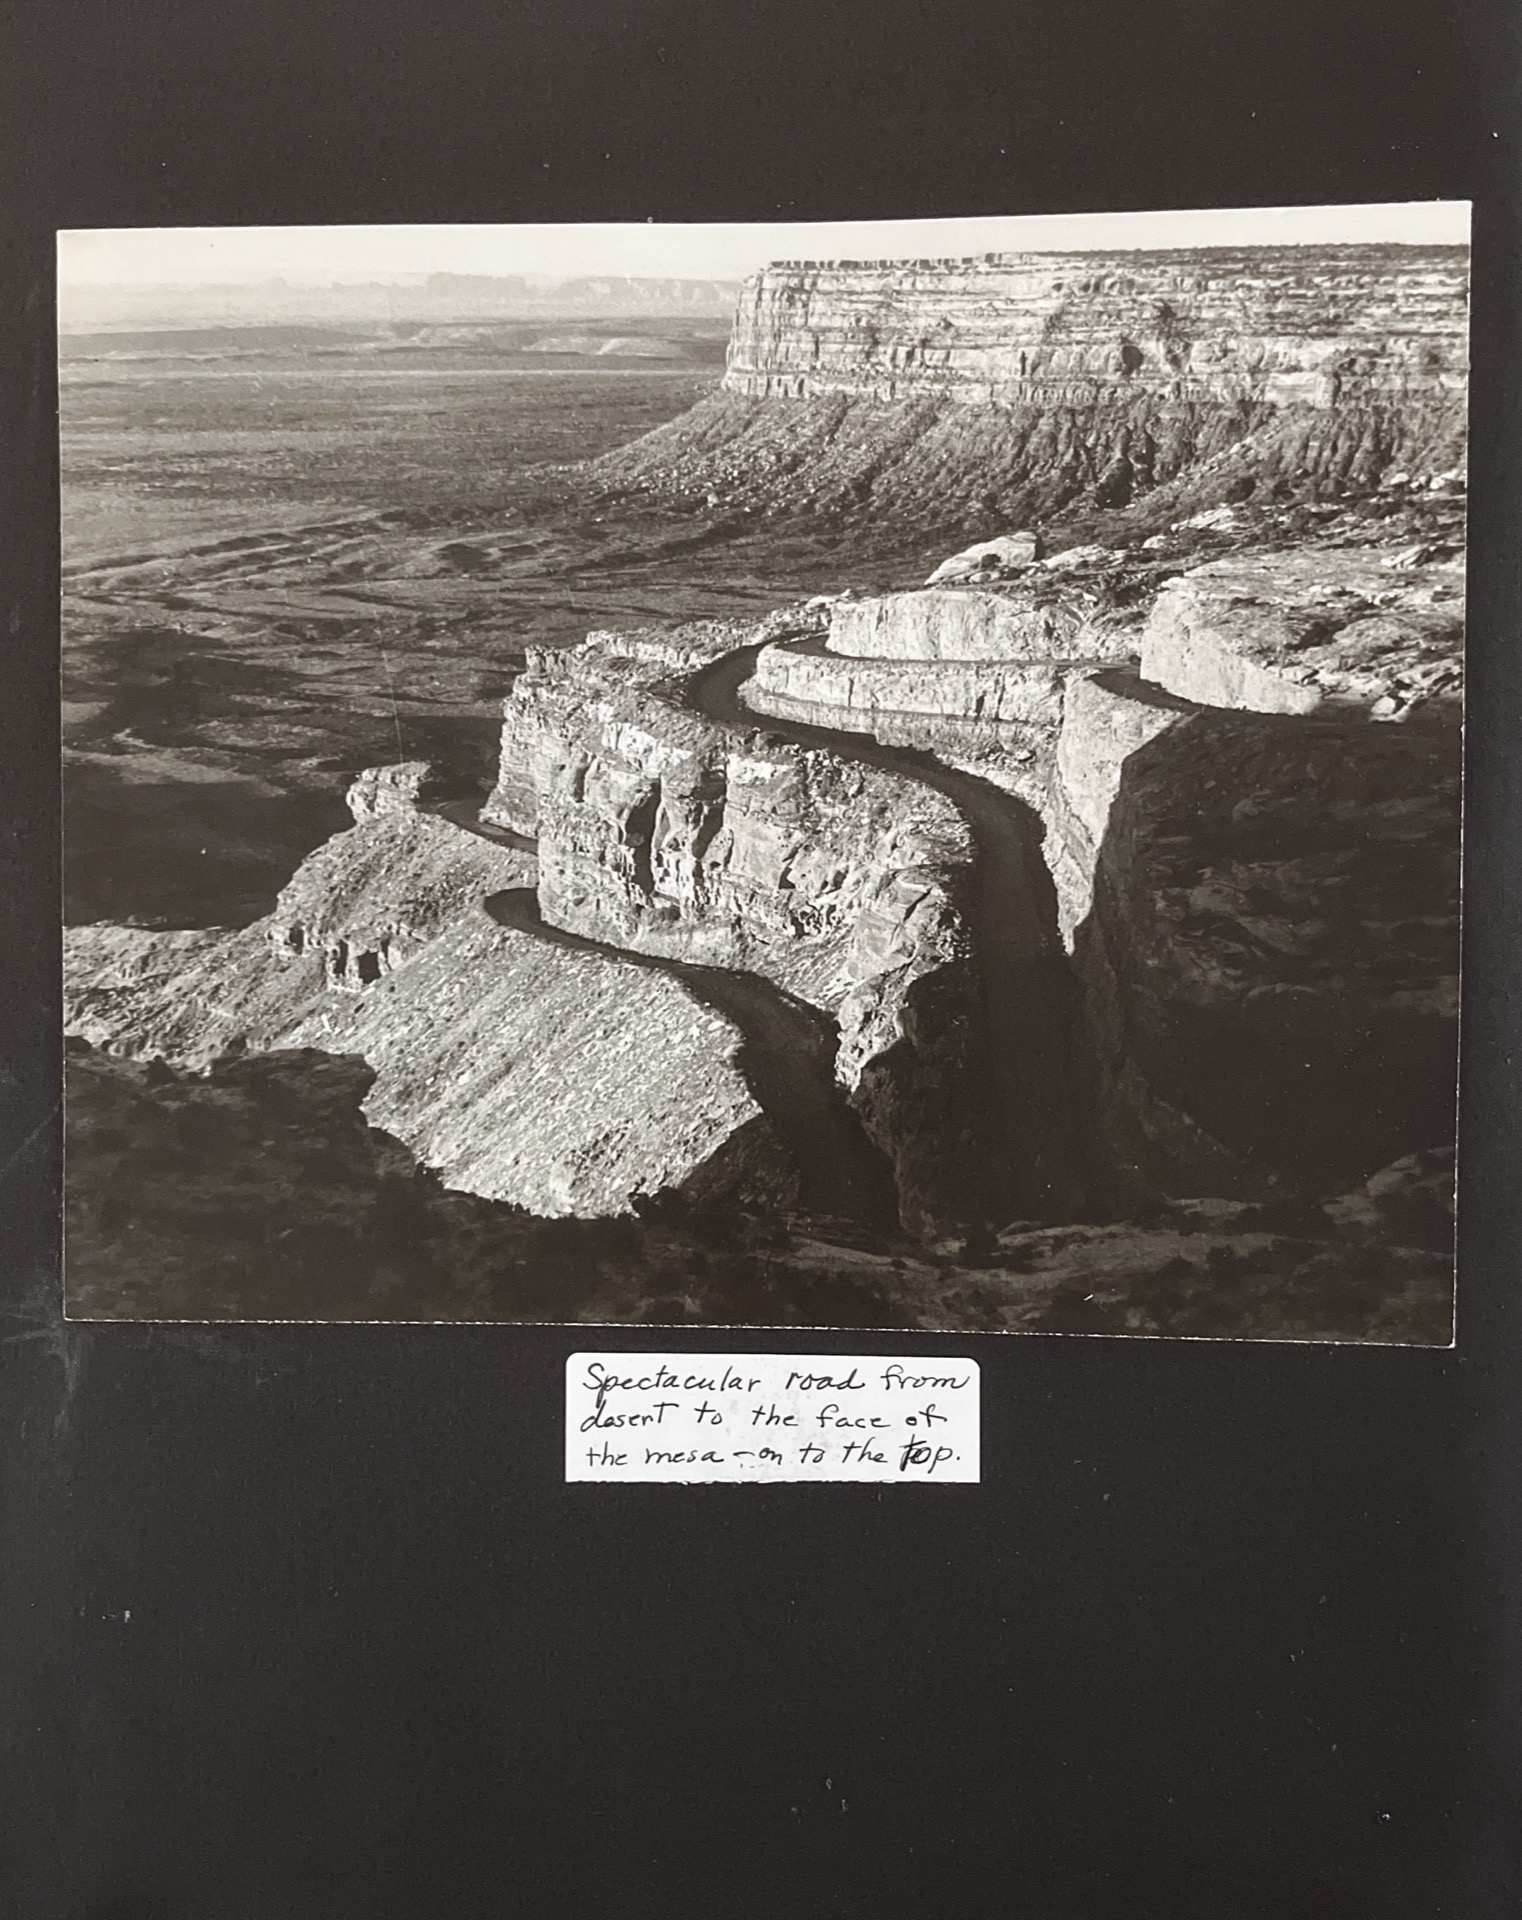 Spectacular road from
desert to the face of
the mesa - on to the top.